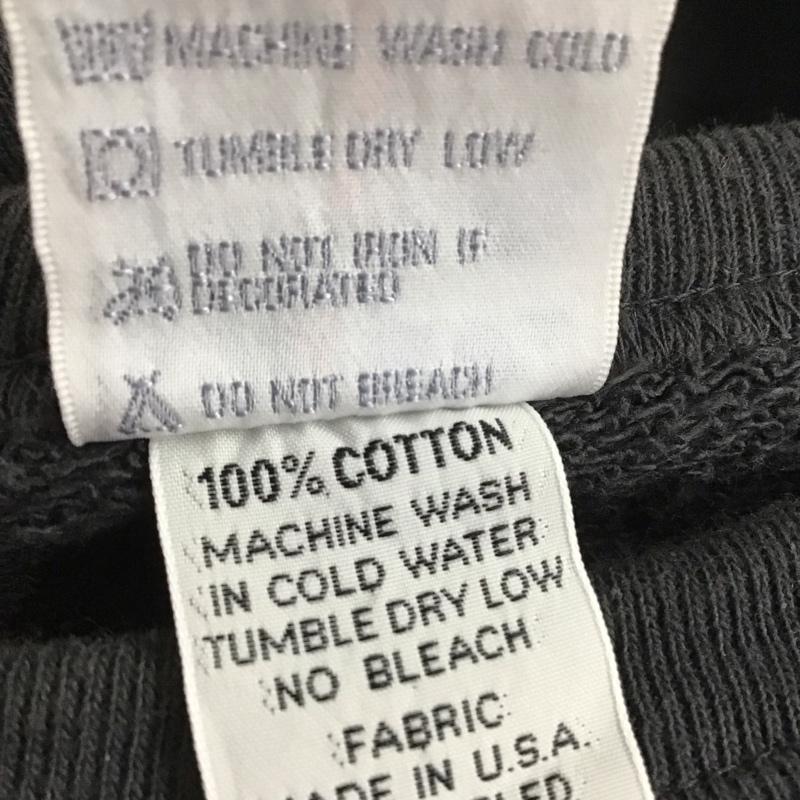 MACHINE WASH COLD
TUMBLE DRY LOW
DO NOT IRON IF
DECORATED
DO NOT BLEACH
100% COTTON
MACHINE WASH
IN COLD WATER
TUMBLE DRY LOW
NO BLEACH
FABRIC
MADE IN U.S.A.